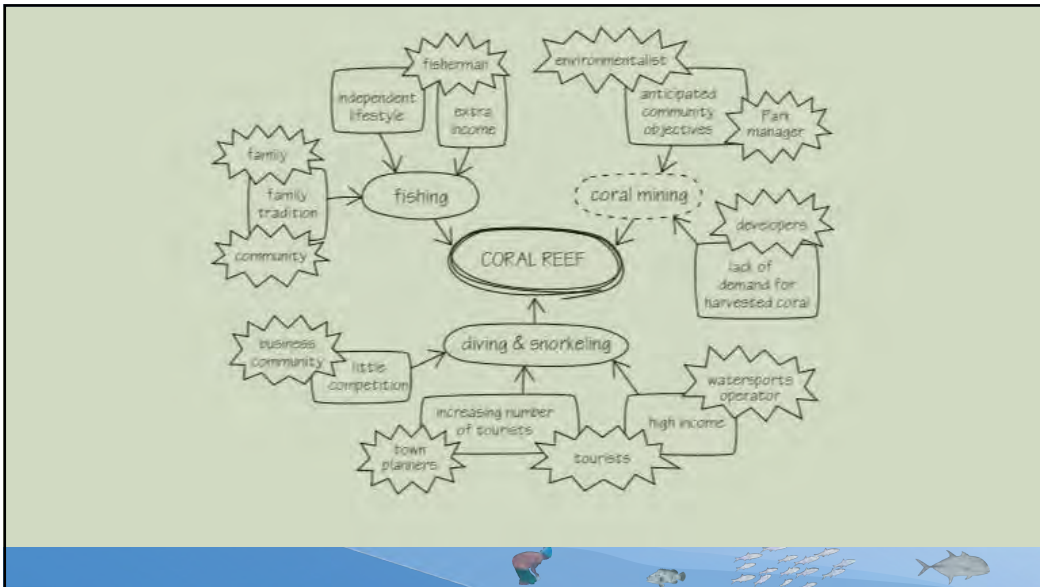 fisherman
independent
lifestyle
extra
income
environmentalist
anticipated
community
objectives
Park
manager
family
family
tradition
community
fishing
coral mining
developers
lack of
demand for
harvested coral
CORAL REEF
diving & snorkeling
business
community
little
competition
watersports
operator
high income
increasing number
of tourists
town
planners
tourists